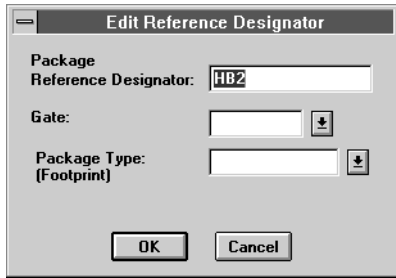 Edit Reference Designator
Package
Reference Designator: HB2
Gate:
Package Type:
(Footprint)
OK Cancel